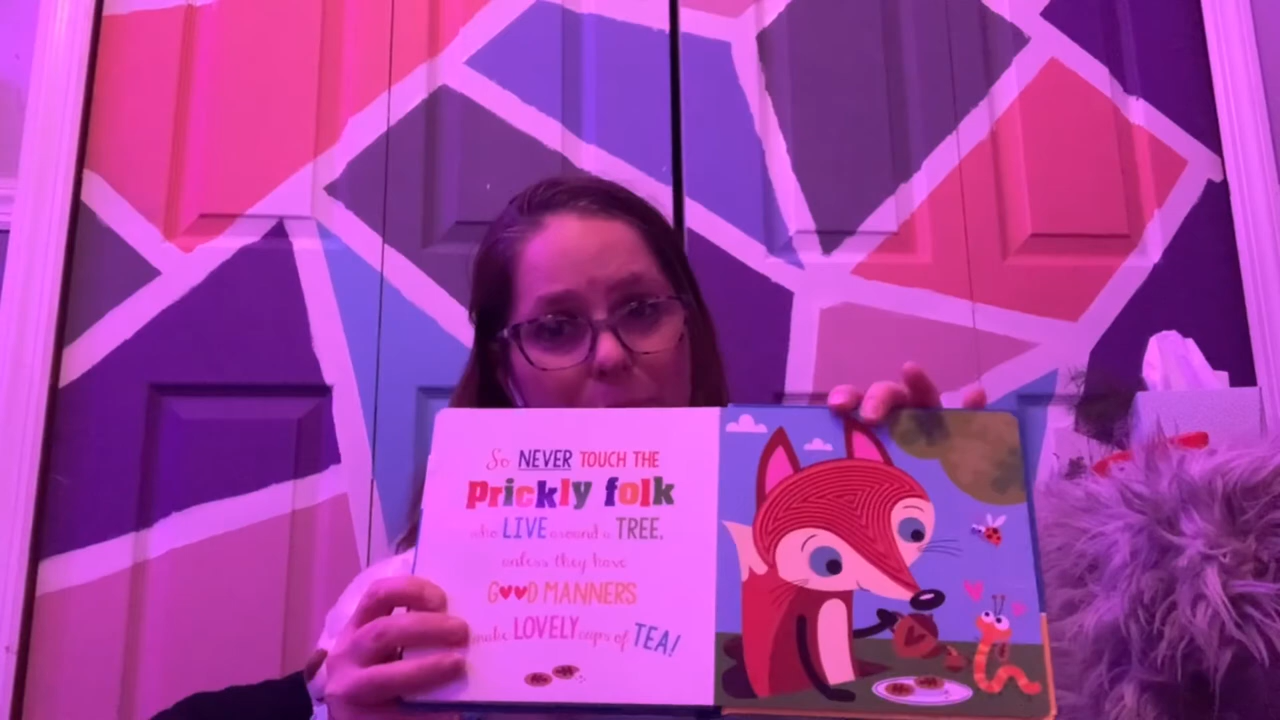 So NEVER TOUCH THE
prickly folk
who LIVE around a TREE,
unless they have
GOOD MANNERS
make LOVELY cups of TEA!